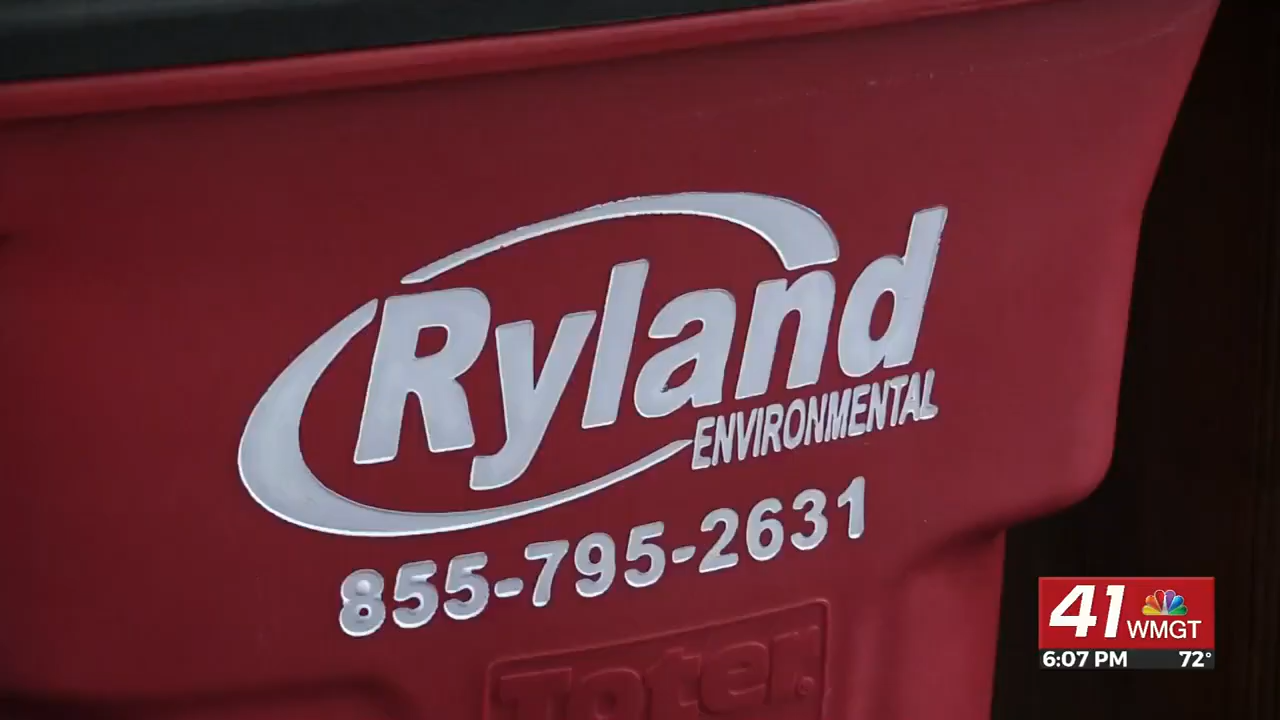 Ryland
ENVIRONMENTAL
855-795-2631
Toter
41
WMGT
6:07 PM 72°